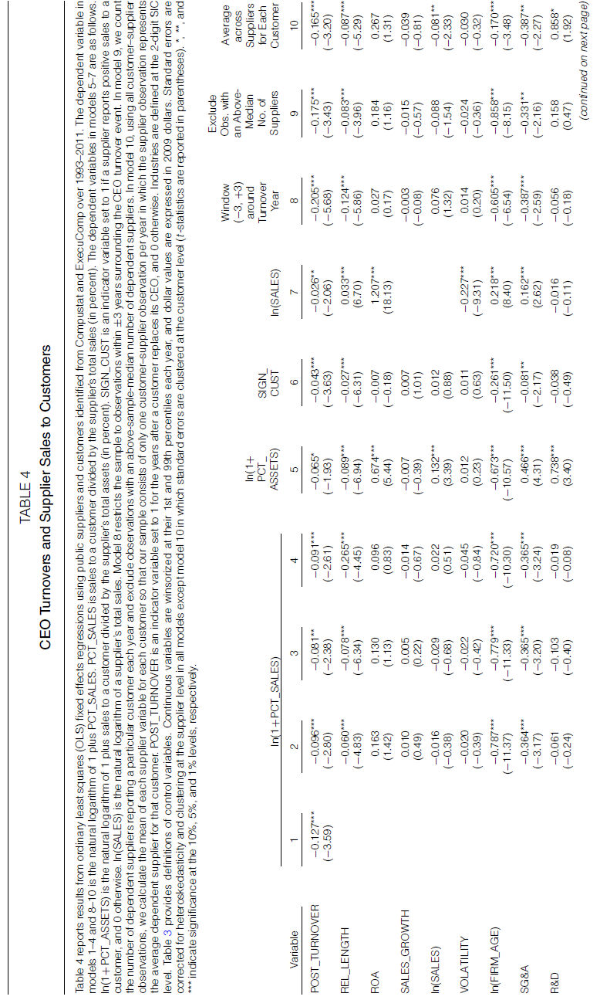 TABLE 4
CEO Turnovers and Supplier Sales to Customers
Table 4 reports results from ordinary least squares (OLS) fixed effects regressions using public suppliers and customers identified from Compustat and ExecuComp over 1993–2011. The dependent variable in
models 1–4 and 8–10 is the natural logarithm of 1 plus PCT_SALES. PCT_SALES is sales to a customer divided by the supplier's total sales (in percent). The dependent variables in models 5–7 are as follows.
ln(1+PCT_ASSETS) is the natural logarithm of 1 plus sales to a customer divided by the supplier's total assets (in percent). SIGN_CUST is an indicator variable set to 1 if a supplier reports positive sales to a
customer, and 0 otherwise. ln(SALES) is the natural logarithm of a supplier's total sales. Model 8 restricts the sample to observations within ±3 years surrounding the CEO turnover event. In model 9, we count
the number of dependent suppliers reporting a particular customer each year and exclude observations with an above-sample-median number of dependent suppliers. In model 10, using all customer–supplier
observations, we calculate the mean of each supplier variable for each customer so that our sample consists of only one customer–supplier observation per year in which the supplier observation represents
the average dependent supplier for that customer. POST_TURNOVER is an indicator variable set to 1 for the years after a customer replaces its CEO, and 0 otherwise. Industries are defined at the 2-digit SIC
level. Table 3 provides definitions of control variables. Continuous variables are winsorized at their 1st and 99th percentiles each year, and dollar values are expressed in 2009 dollars. Standard errors are
corrected for heteroskedasticity and clustering at the supplier level in all models except model 10 in which standard errors are clustered at the customer level (t-statistics are reported in parentheses). *, **, and
*** indicate significance at the 10%, 5%, and 1% levels, respectively.
Average
Exclude across
Window Obs. with Suppliers
ln(1+ (−3, +3) an Above- for Each
PCT_ SIGN_ around Median Customer
ln(1+PCT_SALES) ASSETS) CUST ln(SALES) Turnover No. of
Year Suppliers
Variable 1 2 3 4 5 6 7 8 9 10
POST_TURNOVER −0.127*** −0.096*** −0.081** −0.091*** −0.065* −0.043*** −0.026** −0.205*** −0.175*** −0.165***
(−3.59) (−2.80) (−2.38) (−2.61) (−1.93) (−3.63) (−2.06) (−5.68) (−3.43) (−3.20)
REL_LENGTH −0.060*** −0.078*** −0.265*** −0.089*** −0.027*** 0.033*** −0.124*** −0.083*** −0.087***
(−4.83) (−6.34) (−4.45) (−6.94) (−6.31) (6.70) (−5.86) (−3.96) (−5.29)
ROA 0.163 0.130 0.096 0.674*** −0.007 1.207*** 0.027 0.184 0.267
(1.42) (1.13) (0.83) (5.44) (−0.18) (18.13) (0.17) (1.16) (1.31)
SALES_GROWTH 0.010 0.005 −0.014 −0.007 0.007 −0.003 −0.015 −0.039
(0.49) (0.22) (−0.67) (−0.39) (1.01) (−0.08) (−0.57) (−0.81)
ln(SALES) −0.016 −0.029 0.022 0.132*** 0.012 0.076 −0.088 −0.081**
(−0.38) (−0.68) (0.51) (3.39) (0.88) (1.32) (−1.54) (−2.33)
VOLATILITY −0.020 −0.022 −0.045 0.012 0.011 −0.227*** 0.014 −0.024 −0.030
(−0.39) (−0.42) (−0.84) (0.23) (0.63) (−9.31) (0.20) (−0.36) (−0.32)
ln(FIRM_AGE) −0.787*** −0.779*** −0.720*** −0.673*** −0.261*** 0.218*** −0.605*** −0.858*** −0.170***
(−11.37) (−11.33) (−10.30) (−10.57) (−11.50) (8.40) (−6.54) (−8.15) (−3.48)
SG&A −0.364*** −0.365*** −0.365*** 0.466*** −0.081** 0.162*** −0.387*** −0.331** −0.387**
(−3.17) (−3.20) (−3.24) (4.31) (−2.17) (2.62) (−2.59) (−2.16) (−2.27)
R&D −0.061 −0.103 −0.019 0.738*** −0.038 −0.016 −0.056 0.158 0.858*
(−0.24) (−0.40) (−0.08) (3.40) (−0.49) (−0.11) (−0.18) (0.47) (1.92)
(continued on next page)